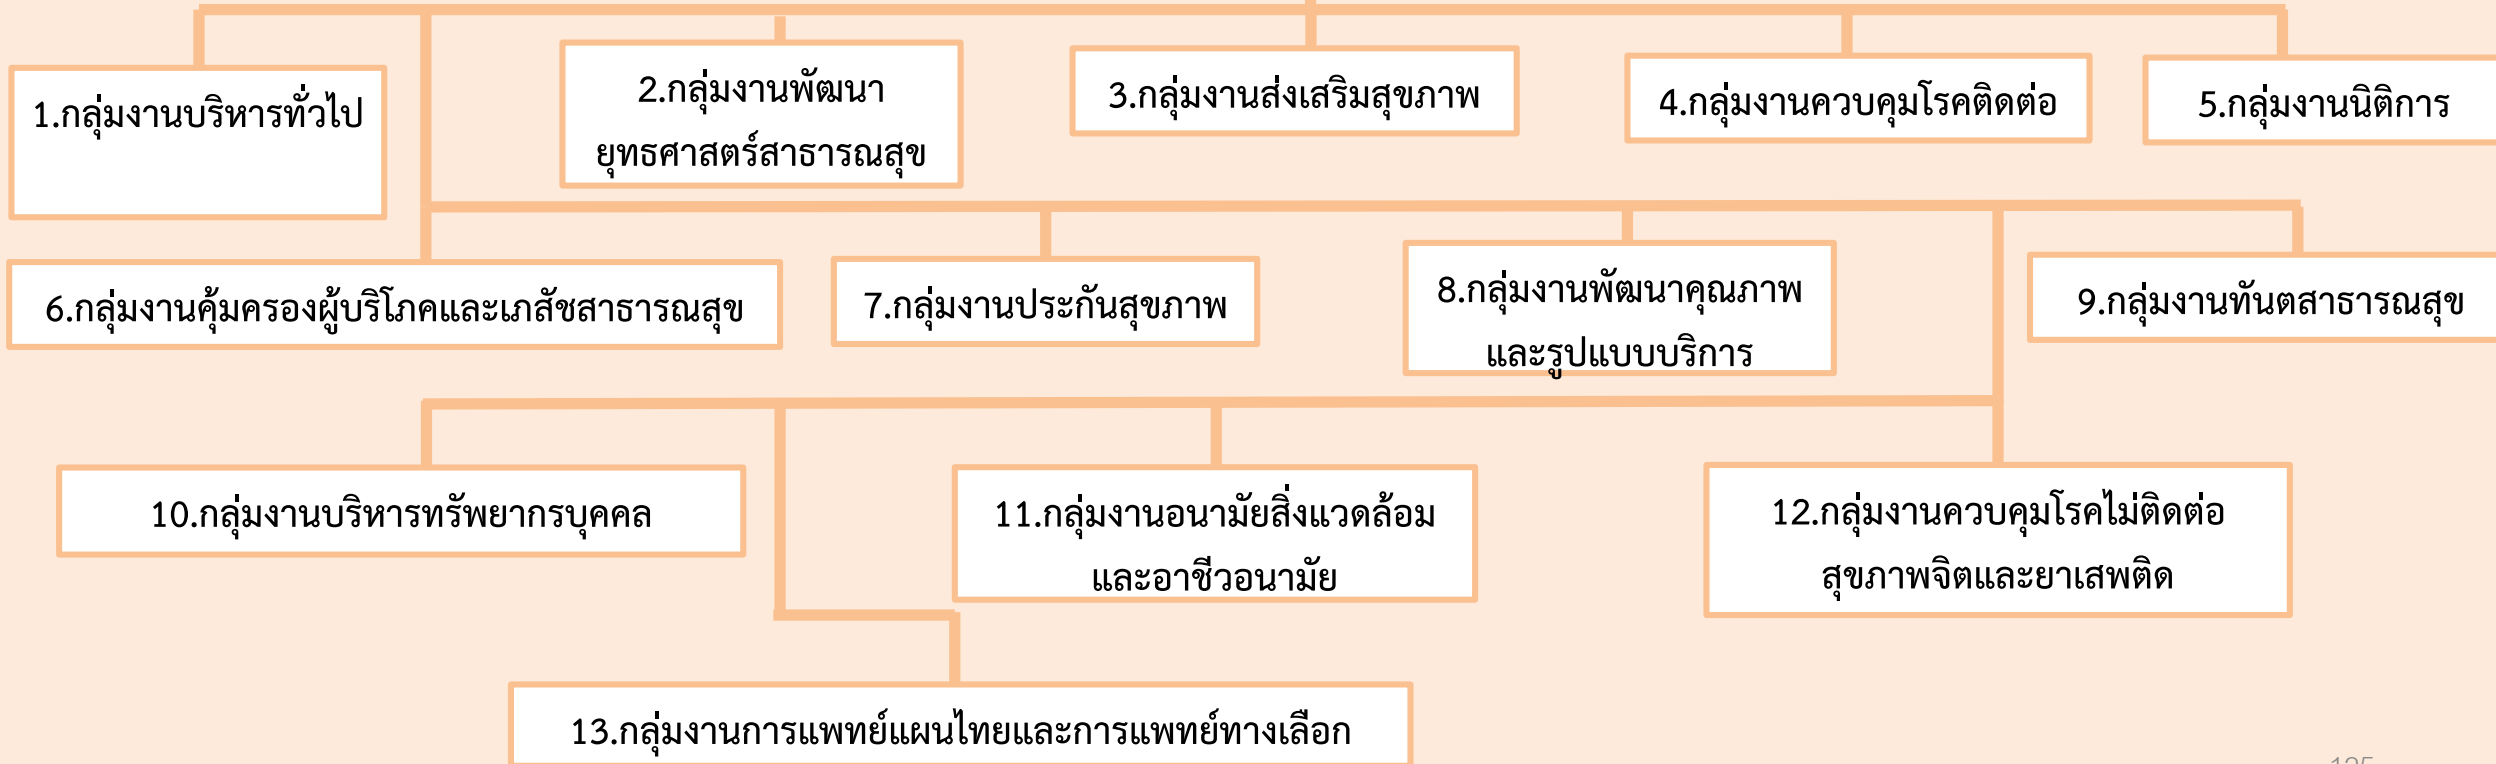 1.กลุ่มงานบริหารทั่วไป
2.กลุ่มงานพัฒนา
ยุทธศาสตร์สาธารณสุข
3.กลุ่มงานส่งเสริมสุขภาพ
4.กลุ่มงานควบคุมโรคติดต่อ
5.กลุ่มงานนิติการ
6.กลุ่มงานคุ้มครองผู้บริโภคและเภสัชสาธารณสุข
7.กลุ่มงานประกันสุขภาพ
8.กลุ่มงานพัฒนาคุณภาพ
และรูปแบบบริการ
9.กลุ่มงานทันตสาธารณสุข
10.กลุ่มงานบริหารทรัพยากรบุคคล
11.กลุ่มงานอนามัยสิ่งแวดล้อม
และอาชีวอนามัย
12.กลุ่มงานควบคุมโรคไม่ติดต่อ
สุขภาพจิตและยาเสพติด
13.กลุ่มงานการแพทย์แผนไทยและการแพทย์ทางเลือก